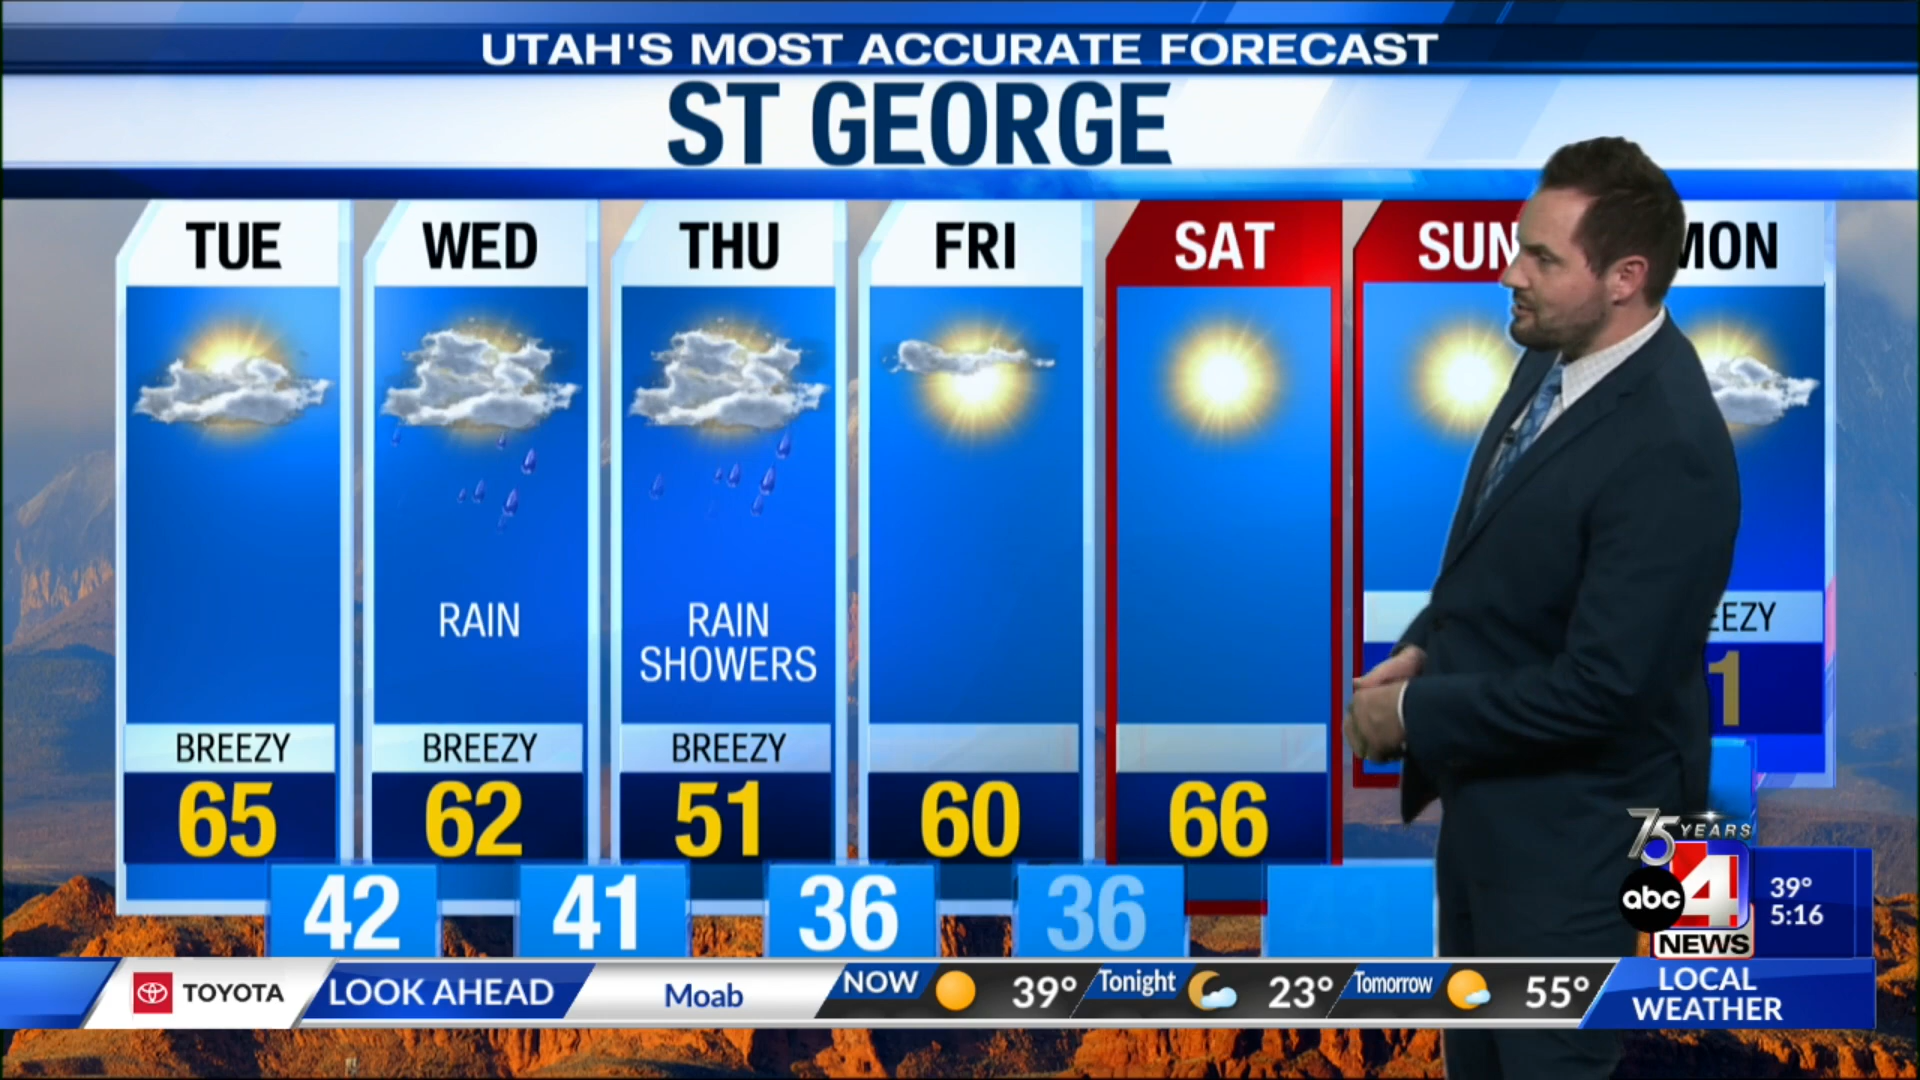 UTAH'S MOST ACCURATE FORECAST
ST GEORGE
TUE WED THU FRI SAT SUN MON
RAIN
RAIN
SHOWERS
BREEZY BREEZY BREEZY
65 62 51 60 66
42 41 36 36
75 YEARS
abc 4
NEWS
39°
5:16
TOYOTA LOOK AHEAD Moab NOW 39° Tonight 23° Tomorrow 55°
LOCAL
WEATHER